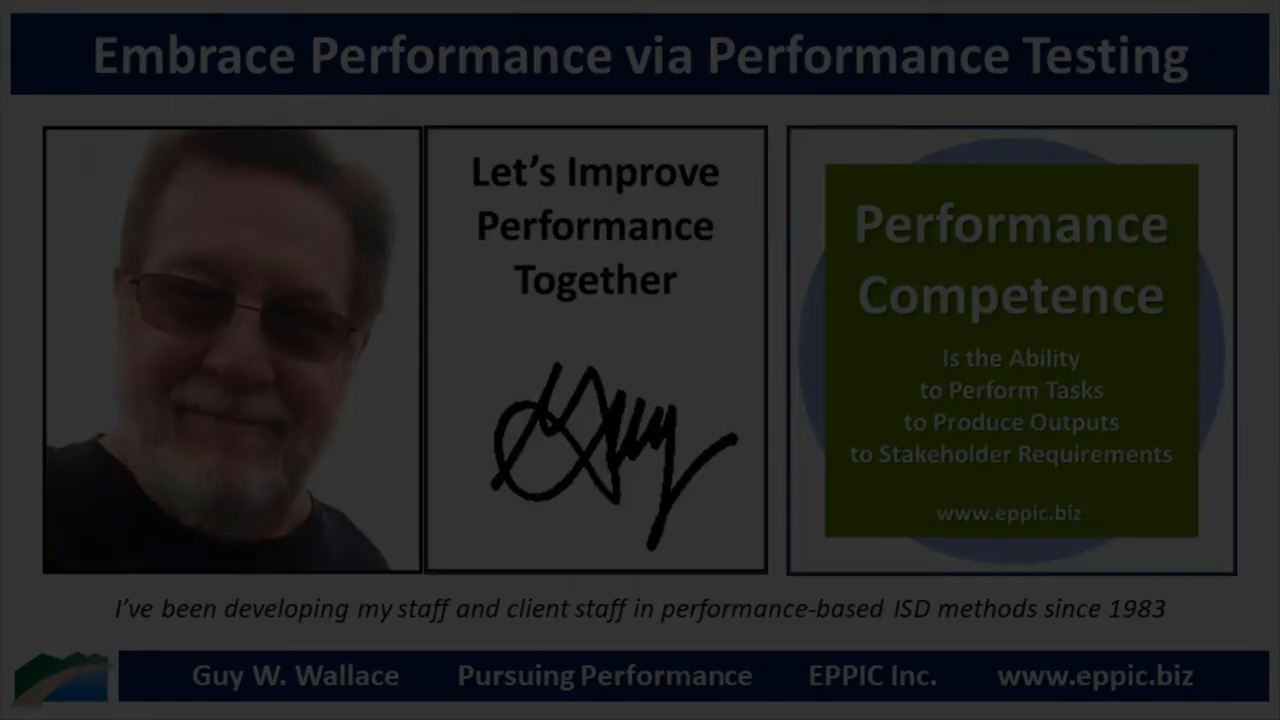 Embrace Performance via Performance Testing
Let's Improve
Performance
Together
Guy
Performance
Competence
Is the Ability
to Perform Tasks
to Produce Outputs
to Stakeholder Requirements
www.eppic.biz
I've been developing my staff and client staff in performance-based ISD methods since 1983
Guy W. Wallace Pursuing Performance EPPIC Inc. www.eppic.biz